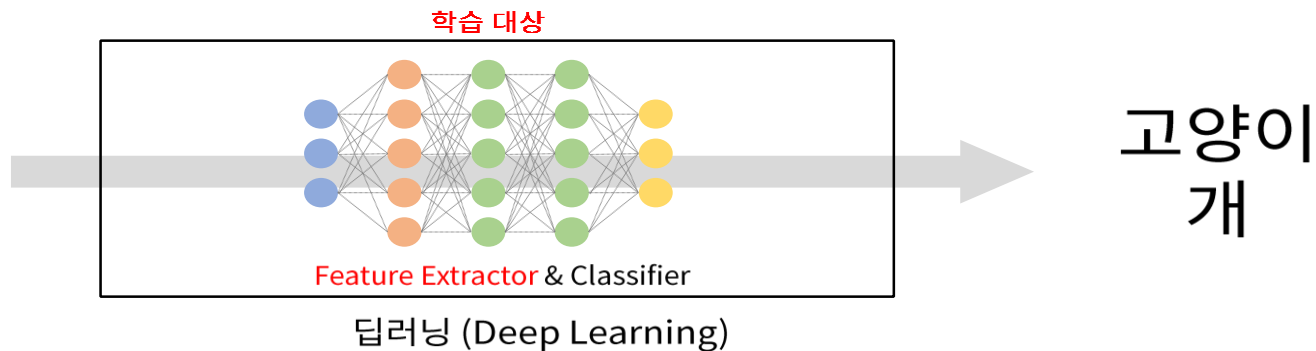 학습 대상
고양이
개
Feature Extractor & Classifier
딥러닝 (Deep Learning)